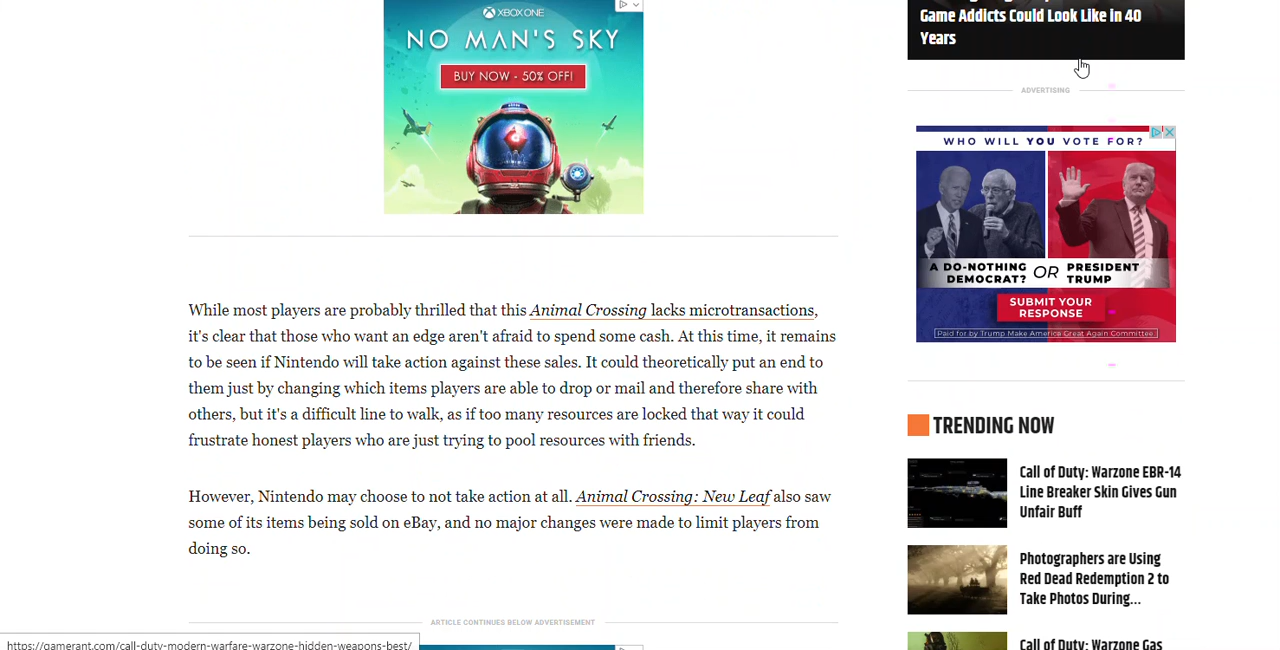 XBOX ONE
NO MAN'S SKY
BUY NOW - 50% OFF!
While most players are probably thrilled that this Animal Crossing lacks microtransactions,
it's clear that those who want an edge aren't afraid to spend some cash. At this time, it remains
to be seen if Nintendo will take action against these sales. It could theoretically put an end to
them just by changing which items players are able to drop or mail and therefore share with
others, but it's a difficult line to walk, as if too many resources are locked that way it could
frustrate honest players who are just trying to pool resources with friends.
However, Nintendo may choose to not take action at all. Animal Crossing: New Leaf also saw
some of its items being sold on eBay, and no major changes were made to limit players from
doing so.
ARTICLE CONTINUES BELOW ADVERTISEMENT
https://gamerant.com/call-duty-modern-warfare-warzone-hidden-weapons-best/
Game Addicts Could Look Like in 40
Years
ADVERTISING
WHO WILL YOU VOTE FOR?
A DO-NOTHING
DEMOCRAT?
OR
PRESIDENT
TRUMP
SUBMIT YOUR
RESPONSE
Paid for by Trump Make America Great Again Committee.
TRENDING NOW
Call of Duty: Warzone EBR-14
Line Breaker Skin Gives Gun
Unfair Buff
Photographers are Using
Red Dead Redemption 2 to
Take Photos During...
Call of Duty: Warzone Gas